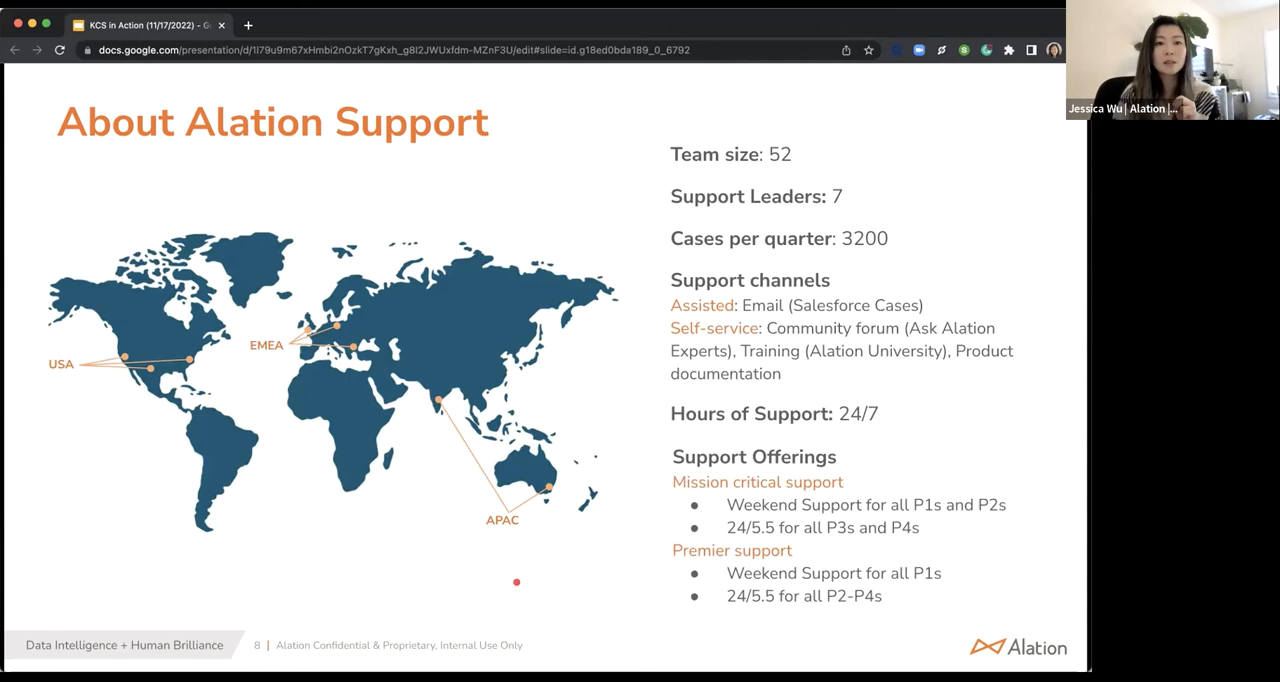 KCS in Action (11/17/2022) - G
docs.google.com/presentation/d/1l79u9m67xHmbi2nOzkT7gKxh_g8I2JWUxfdm-MZnF3U/edit#slide=id.g18ed0bda189_0_6792
Jessica Wu | Alation |...
About Alation Support
Team size: 52
Support Leaders: 7
Cases per quarter: 3200
Support channels
Assisted: Email (Salesforce Cases)
Self-service: Community forum (Ask Alation
Experts), Training (Alation University), Product
documentation
Hours of Support: 24/7
Support Offerings
Mission critical support
● Weekend Support for all P1s and P2s
● 24/5.5 for all P3s and P4s
Premier support
● Weekend Support for all P1s
● 24/5.5 for all P2-P4s
USA
EMEA
APAC
Data Intelligence + Human Brilliance
8 | Alation Confidential & Proprietary, Internal Use Only
Alation